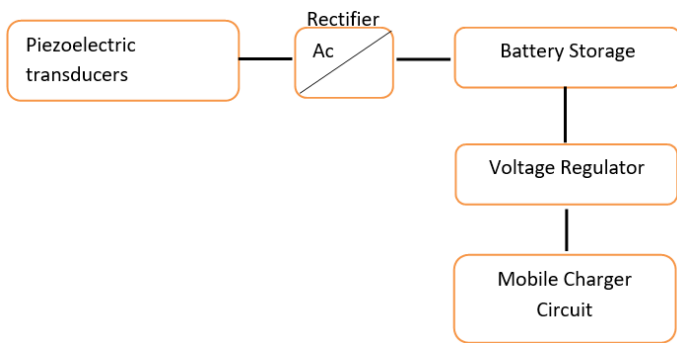 Rectifier
Piezoelectric
transducers
Ac
Battery Storage
Voltage Regulator
Mobile Charger
Circuit